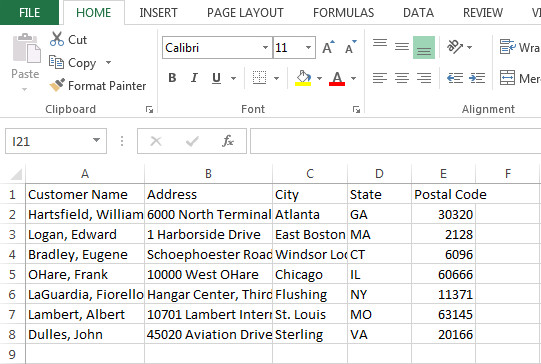 FILE HOME INSERT PAGE LAYOUT FORMULAS DATA REVIEW
Cut
Calibri 11 A A Wra
Paste Copy
Format Painter B I U A Mer
Clipboard Font Alignment
I21 fx
A B C D E F
1 Customer Name Address City State Postal Code
2 Hartsfield, William 6000 North Terminal Atlanta GA 30320
3 Logan, Edward 1 Harborside Drive East Boston MA 2128
4 Bradley, Eugene Schoephoester Road Windsor Loc CT 6096
5 OHare, Frank 10000 West OHare Chicago IL 60666
6 LaGuardia, Fiorello Hangar Center, Third Flushing NY 11371
7 Lambert, Albert 10701 Lambert Intern St. Louis MO 63145
8 Dulles, John 45020 Aviation Drive Sterling VA 20166
9